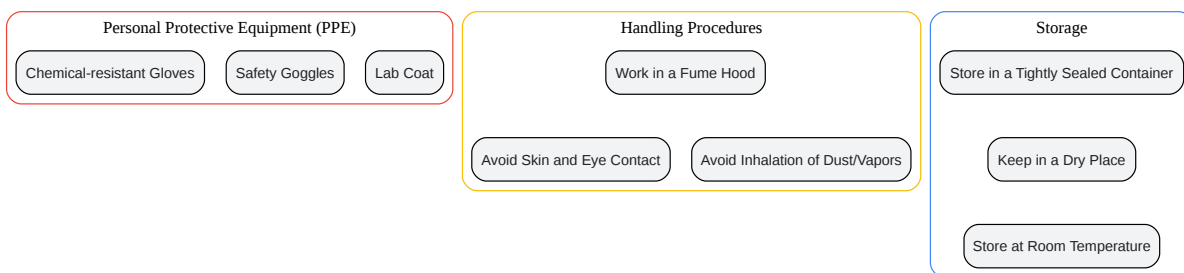 Personal Protective Equipment (PPE)
Chemical-resistant Gloves
Safety Goggles
Lab Coat
Handling Procedures
Work in a Fume Hood
Avoid Skin and Eye Contact
Avoid Inhalation of Dust/Vapors
Storage
Store in a Tightly Sealed Container
Keep in a Dry Place
Store at Room Temperature